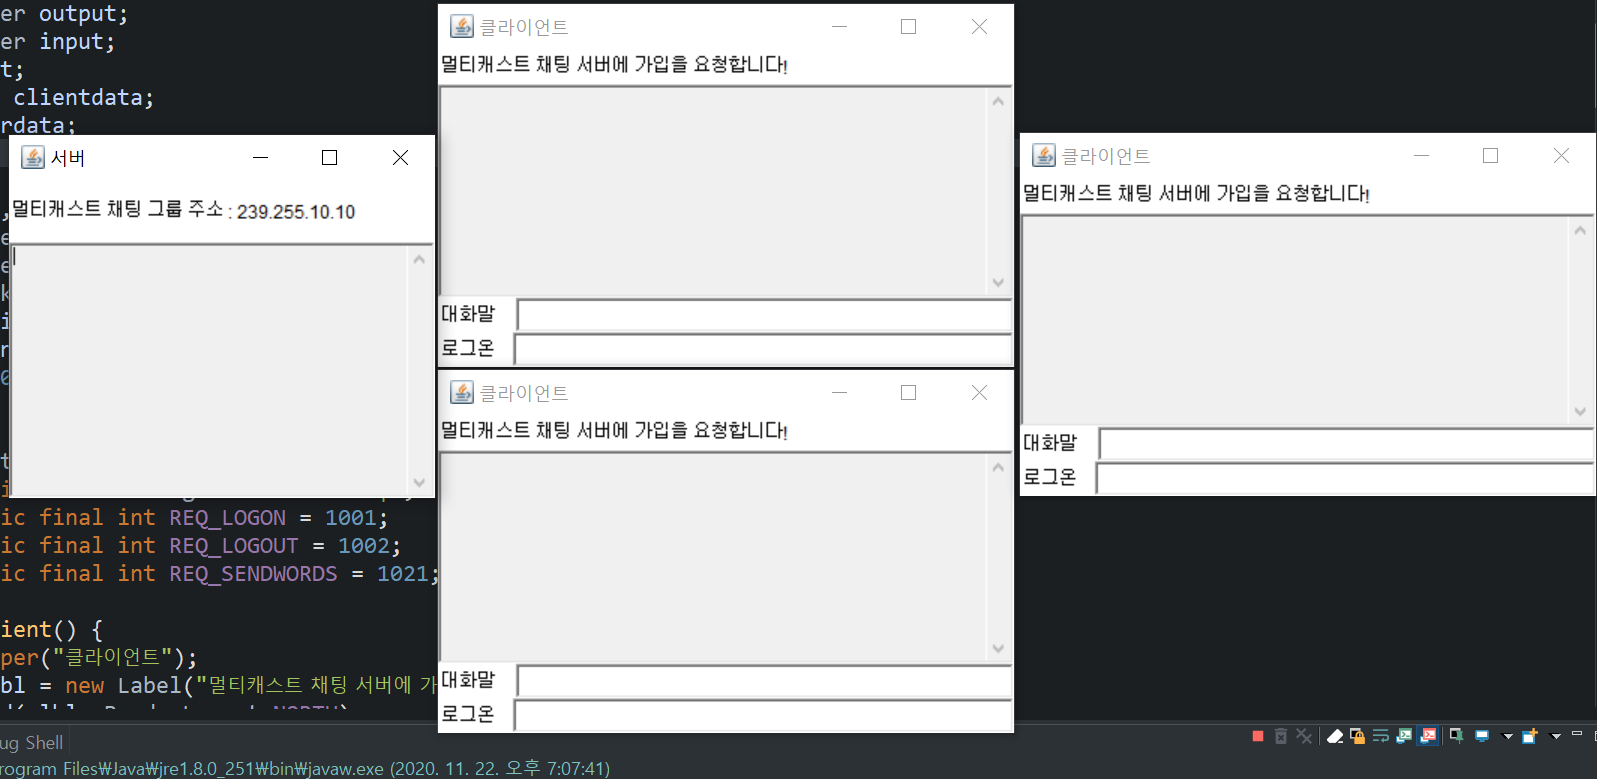 er output;
er input;
t;
clientdata;
rdata;
서버
멀티캐스트 채팅 그룹 주소 : 239.255.10.10
클라이언트
멀티캐스트 채팅 서버에 가입을 요청합니다!
대화말
로그온
클라이언트
멀티캐스트 채팅 서버에 가입을 요청합니다!
대화말
로그온
클라이언트
멀티캐스트 채팅 서버에 가입을 요청합니다!
대화말
로그온
ic final int REQ_LOGON = 1001;
ic final int REQ_LOGOUT = 1002;
ic final int REQ_SENDWORDS = 1021;
ient() {
per("클라이언트");
bl = new Label("멀티캐스트 채팅 서버에 가
ug Shell
rogram Files\Java\jre1.8.0_251\bin\javaw.exe (2020. 11. 22. 오후 7:07:41)